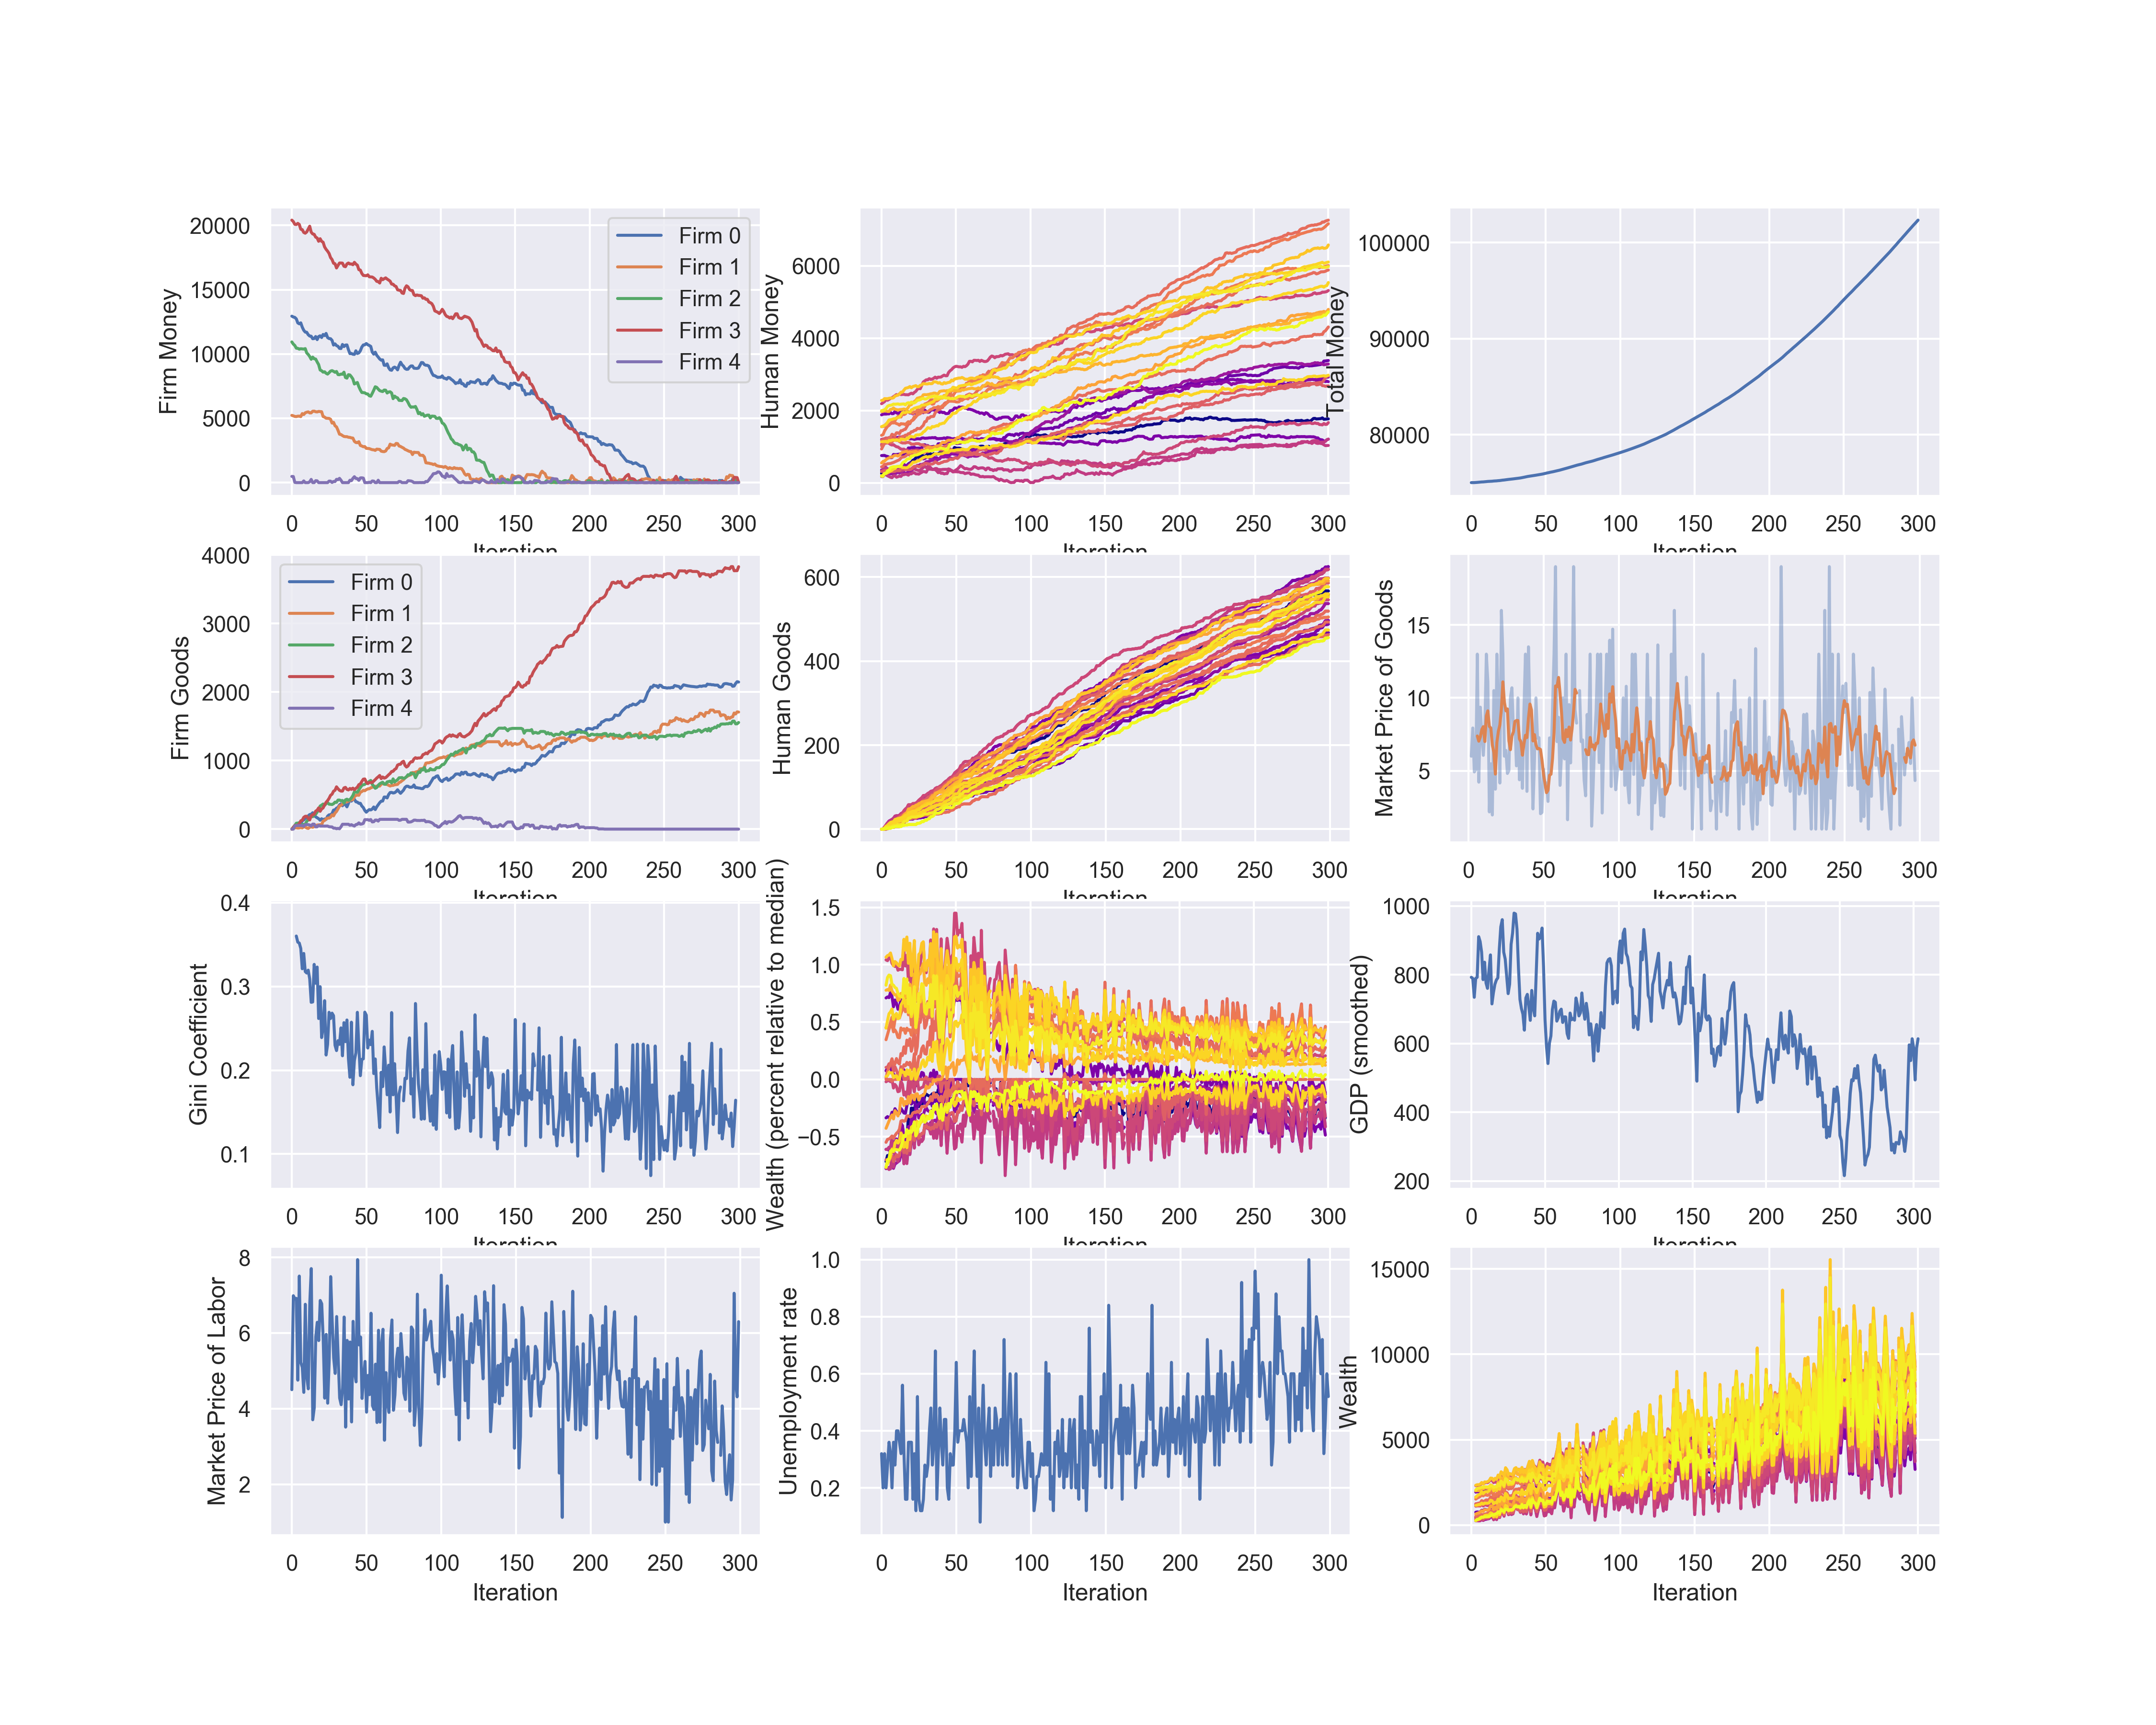 Firm Money
20000
15000
10000
5000
0
Firm 0
Firm 1
Firm 2
Firm 3
Firm 4
0 50 100 150 200 250 300
Iteration
Human Money
6000
4000
2000
0
0 50 100 150 200 250 300
Iteration
Total Money
100000
90000
80000
0 50 100 150 200 250 300
Iteration
Firm Goods
4000
3000
2000
1000
0
Firm 0
Firm 1
Firm 2
Firm 3
Firm 4
0 50 100 150 200 250 300
Iteration
Human Goods
600
400
200
0
0 50 100 150 200 250 300
Iteration
Market Price of Goods
15
10
5
0 50 100 150 200 250 300
Iteration
Gini Coefficient
0.4
0.3
0.2
0.1
0 50 100 150 200 250 300
Iteration
Wealth (percent relative to median)
1.5
1.0
0.5
0.0
−0.5
0 50 100 150 200 250 300
Iteration
GDP (smoothed)
1000
800
600
400
200
0 50 100 150 200 250 300
Iteration
Market Price of Labor
8
6
4
2
0 50 100 150 200 250 300
Iteration
Unemployment rate
1.0
0.8
0.6
0.4
0.2
0 50 100 150 200 250 300
Iteration
Wealth
15000
10000
5000
0
0 50 100 150 200 250 300
Iteration